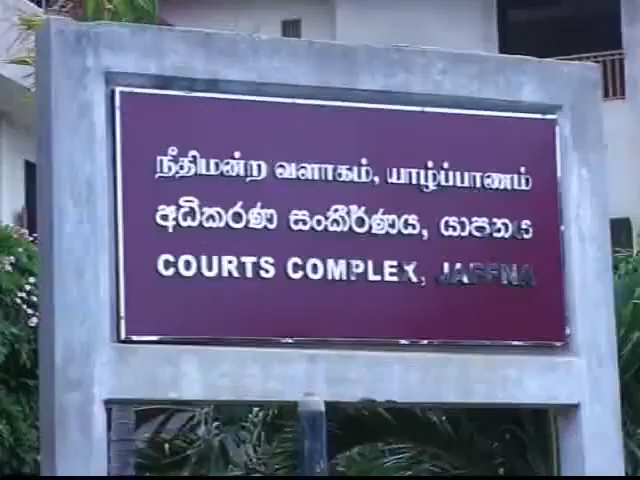 நீதிமன்ற வளாகம், யாழ்ப்பாணம்
අධිකරණ සංකීර්ණය, යාපනය
COURTS COMPLEX, JAFFNA